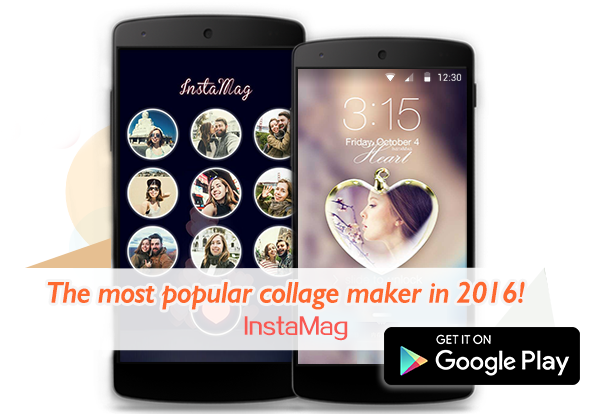 InstaMag
12:30
3:15
Friday, October 4
Heart
The most popular collage maker in 2016!
InstaMag
GET IT ON
Google Play